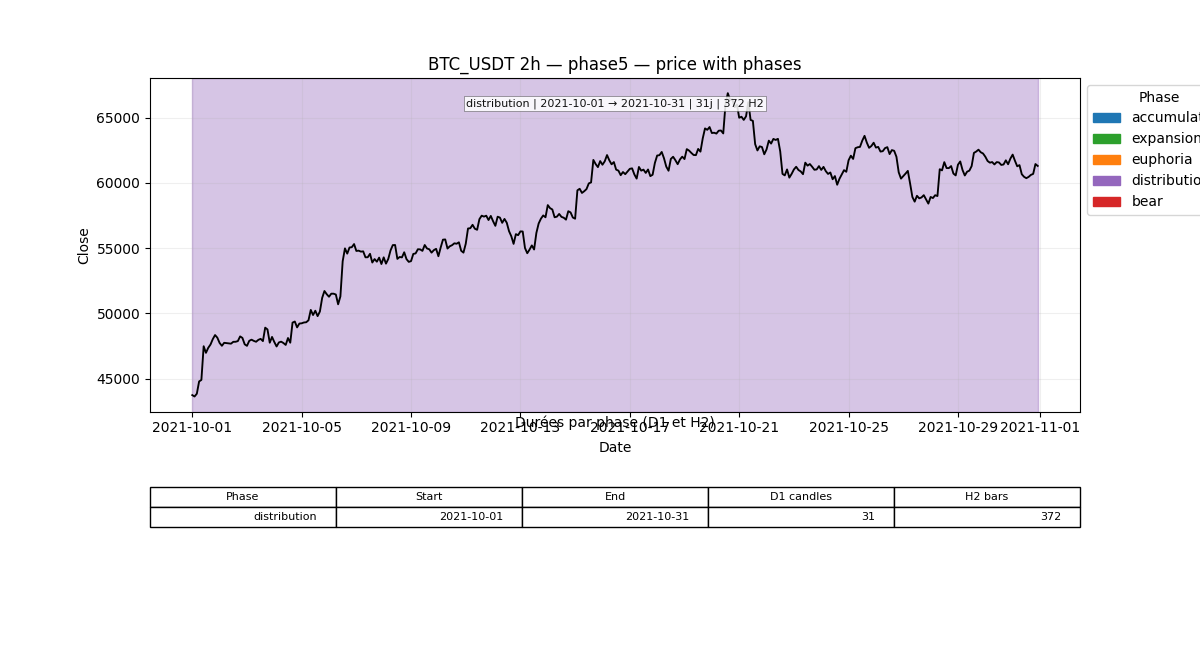 BTC_USDT 2h — phase5 — price with phases
distribution | 2021-10-01 → 2021-10-31 | 31j | 372 H2
Close
65000
60000
55000
50000
45000
2021-10-01 2021-10-05 2021-10-09 2021-10-13 2021-10-17 2021-10-21 2021-10-25 2021-10-29 2021-11-01
Durées par phase (D1 et H2)
Date
Phase
accumulat
expansion
euphoria
distributio
bear
Phase Start End D1 candles H2 bars
distribution 2021-10-01 2021-10-31 31 372